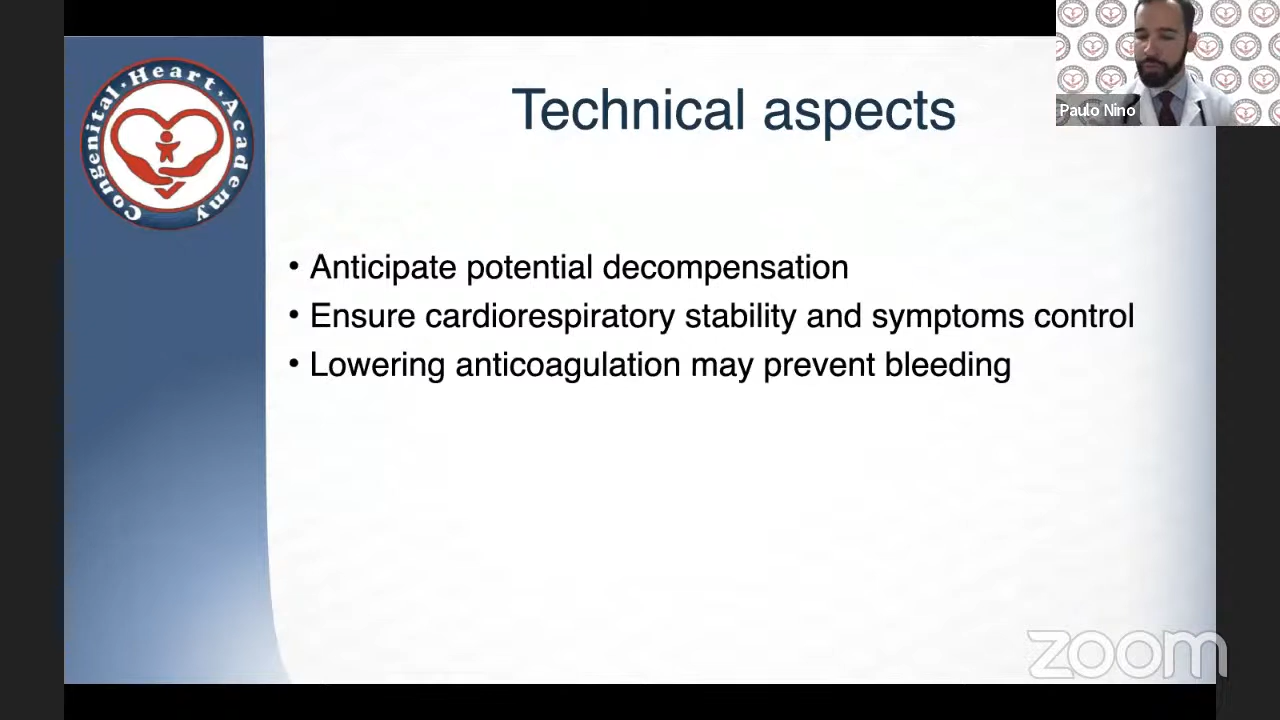 Congenital · Heart · Academy
Technical aspects
Paulo Nino
• Anticipate potential decompensation
• Ensure cardiorespiratory stability and symptoms control
• Lowering anticoagulation may prevent bleeding
zoom